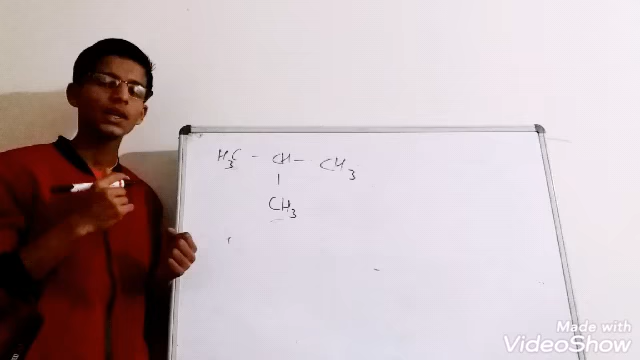 H₃C - CH - CH₃
|
CH₃
Made with
VideoShow